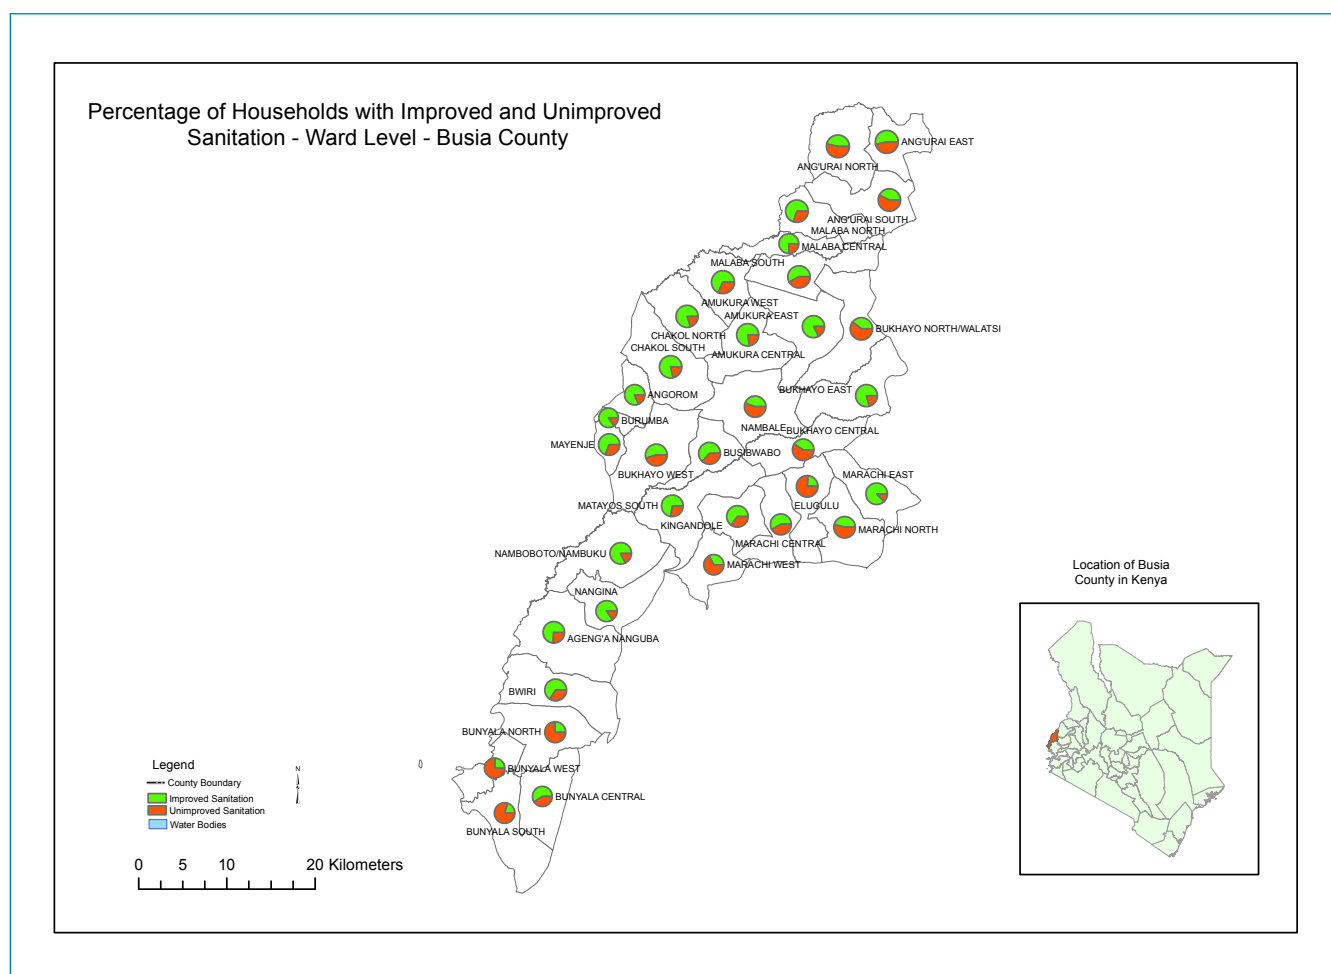 Percentage of Households with Improved and Unimproved
Sanitation - Ward Level - Busia County
ANG'URAI EAST
ANG'URAI NORTH
ANG'URAI SOUTH
MALABA NORTH
MALABA CENTRAL
MALABA SOUTH
AMUKURA WEST
AMUKURA EAST
BUKHAYO NORTH/WALATSI
CHAKOL NORTH
CHAKOL SOUTH
AMUKURA CENTRAL
BUKHAYO EAST
ANGOROM
BURUMBA
NAMBALE
BUKHAYO CENTRAL
MAYENJE
BUSIBWABO
BUKHAYO WEST
MARACHI EAST
MATAYOS SOUTH
ELUGULU
KINGANDOLE
MARACHI NORTH
MARACHI CENTRAL
NAMBOBOTO/NAMBUKU
MARACHI WEST
NANGINA
AGENG'A NANGUBA
BWIRI
BUNYALA NORTH
BUNYALA WEST
BUNYALA CENTRAL
BUNYALA SOUTH
Location of Busia
County in Kenya
Legend
County Boundary
Improved Sanitation
Unimproved Sanitation
Water Bodies
N
0 5 10 20 Kilometers